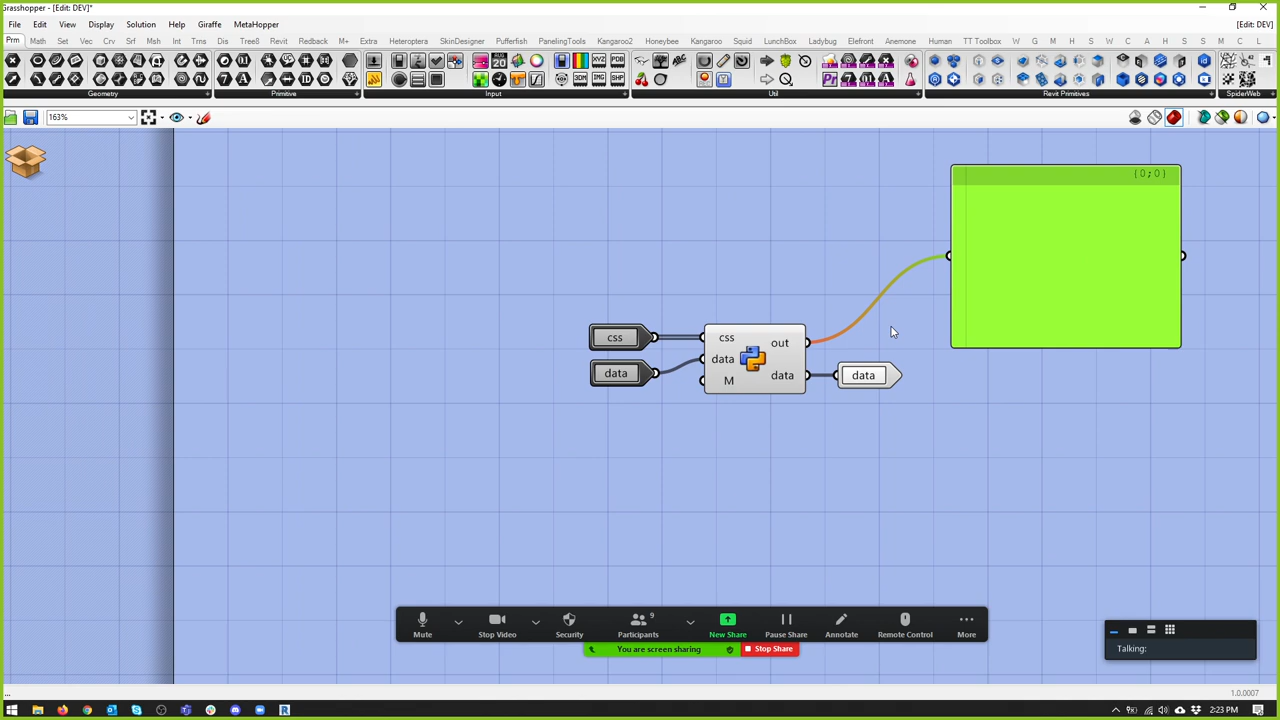 Grasshopper - [Edit: DEV]*
File Edit View Display Solution Help Giraffe MetaHopper [Edit: DEV]
Prm Math Set Vec Crv Srf Msh Int Trns Dis Tree8 Revit Redback M+ Extra Heteroptera SkinDesigner Pufferfish PanelingTools Kangaroo2 Honeybee Kangaroo Squid LunchBox Ladybug Elefront Anemone Human TT Toolbox W G M H S D W C A H S S M C L
Geometry Primitive Input Util Revit Primitives SpiderWeb
163%
{0;0}
css css out
data data data data
M
9
Mute Stop Video Security Participants New Share Pause Share Annotate Remote Control More
You are screen sharing Stop Share
Talking:
... 1.0.0007
2:23 PM